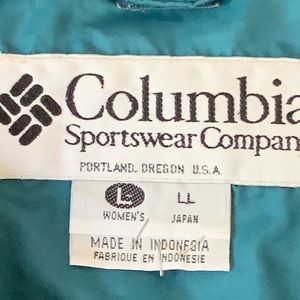 Columbia
Sportswear Compan
PORTLAND, OREGON U.S.A.
L. LL
WOMEN'S JAPAN
MADE IN INDONESIA
FABRIQUE EN INDONESIE